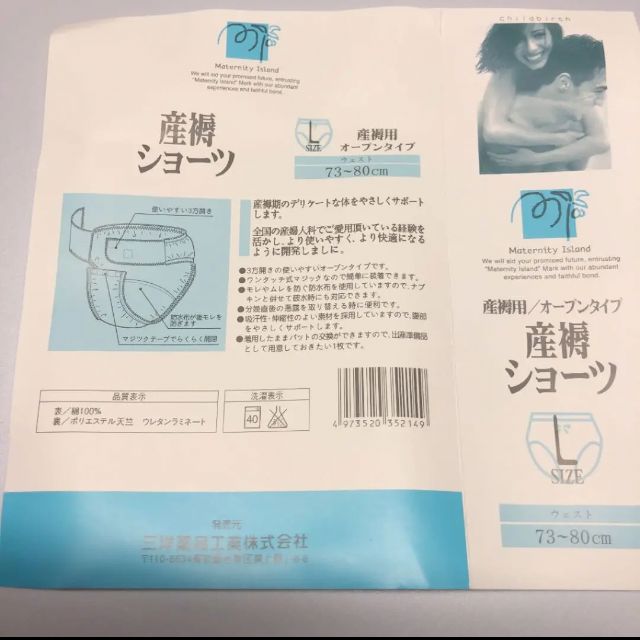 Maternity Island
We will aid your promised future, entrusting
"Maternity Island" Mark with our abundant
experiences and faithful bond.
産褥
ショーツ
L
SIZE
産褥用
オープンタイプ
ウェスト
73~80cm
使いやすい3方開き
防水布が後モレを
防ぎます
マジックテープでらくらく開閉
産褥期のデリケートな体をやさしくサポート
します。
全国の産婦人科でご愛用頂いている経験を
活かし、より使いやすく、より快適になる
ように開発しました。
●3方開きの使いやすいオープンタイプです。
●ワンタッチ式マジックなので簡単に装着できます。
●モレやムレを防ぐ防水布を使用していますので、ナプ
キンと併せて破水時にも対応できます。
●分娩直後の悪露を取り替える時に便利です。
●吸汗性・伸縮性のよい素材を採用していますので、腹部
をやさしくサポートします。
●着用したままパットの交換ができますので、出産準備品
として用意しておきたい1枚です。
品質表示
表/綿100%
裏/ポリエステル天竺 ウレタンラミネート
洗濯表示
40
4 973520 352149
発売元
三洋薬品工業株式会社
childbirth
Maternity Island
We will aid your promised future, entrusting
"Maternity Island" Mark with our abundant
experiences and faithful bond.
産褥用/オープンタイプ
産褥
ショーツ
L
SIZE
ウェスト
73~80cm